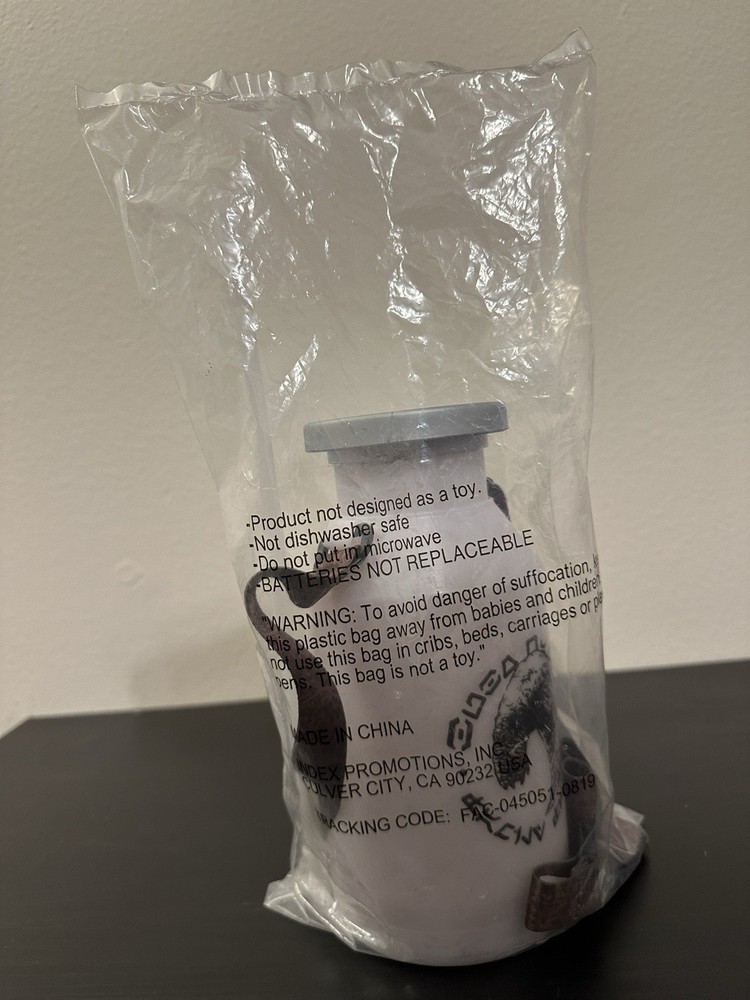 -Product not designed as a toy.
-Not dishwasher safe
-Do not put in microwave
-BATTERIES NOT REPLACEABLE
"WARNING: To avoid danger of suffocation,
this plastic bag away from babies and children
not use this bag in cribs, beds, carriages or
pens. This bag is not a toy."
MADE IN CHINA
INDEX PROMOTIONS, INC.
CULVER CITY, CA 90232 USA
TRACKING CODE: FAC-045051-0819